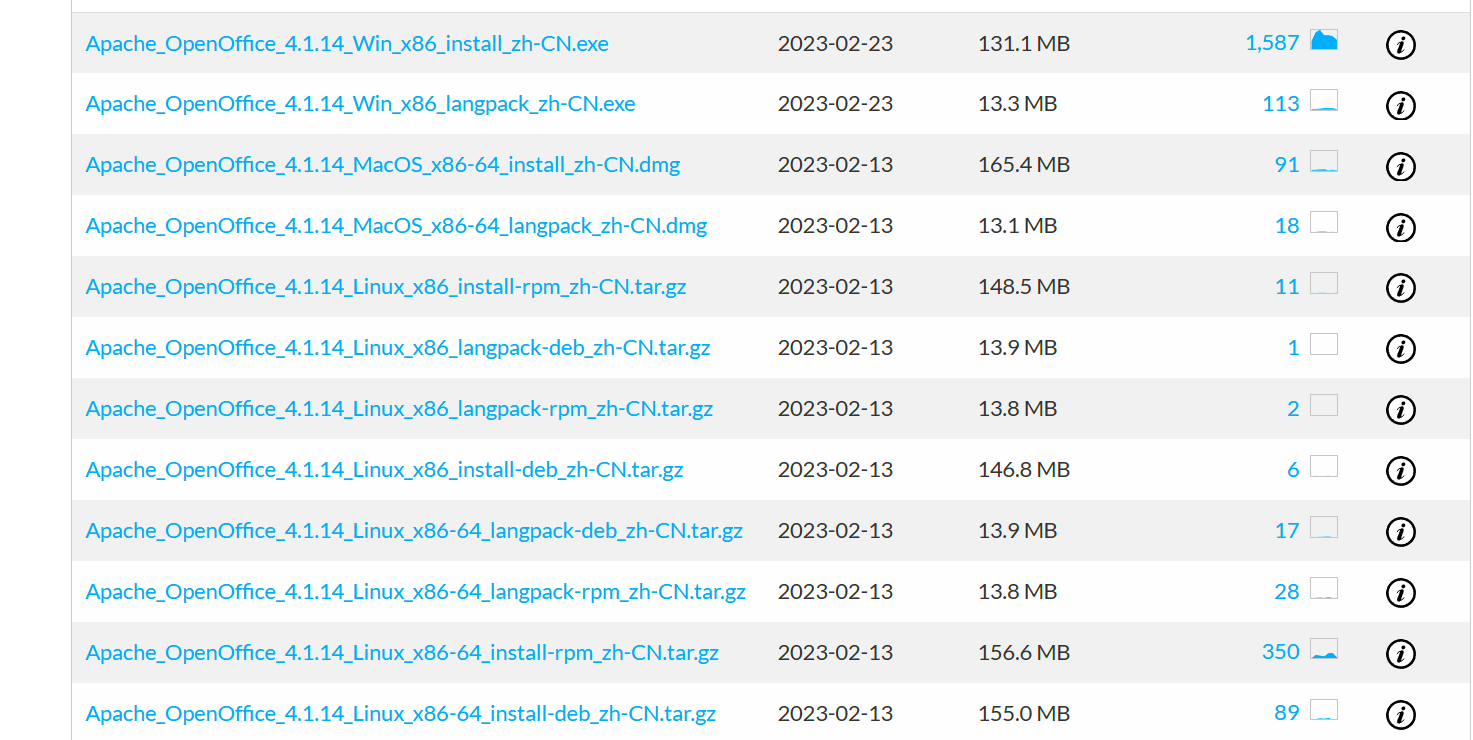 Apache_OpenOffice_4.1.14_Win_x86_install_zh-CN.exe 2023-02-23 131.1 MB 1,587 i
Apache_OpenOffice_4.1.14_Win_x86_langpack_zh-CN.exe 2023-02-23 13.3 MB 113 i
Apache_OpenOffice_4.1.14_MacOS_x86-64_install_zh-CN.dmg 2023-02-13 165.4 MB 91 i
Apache_OpenOffice_4.1.14_MacOS_x86-64_langpack_zh-CN.dmg 2023-02-13 13.1 MB 18 i
Apache_OpenOffice_4.1.14_Linux_x86_install-rpm_zh-CN.tar.gz 2023-02-13 148.5 MB 11 i
Apache_OpenOffice_4.1.14_Linux_x86_langpack-deb_zh-CN.tar.gz 2023-02-13 13.9 MB 1 i
Apache_OpenOffice_4.1.14_Linux_x86_langpack-rpm_zh-CN.tar.gz 2023-02-13 13.8 MB 2 i
Apache_OpenOffice_4.1.14_Linux_x86_install-deb_zh-CN.tar.gz 2023-02-13 146.8 MB 6 i
Apache_OpenOffice_4.1.14_Linux_x86-64_langpack-deb_zh-CN.tar.gz 2023-02-13 13.9 MB 17 i
Apache_OpenOffice_4.1.14_Linux_x86-64_langpack-rpm_zh-CN.tar.gz 2023-02-13 13.8 MB 28 i
Apache_OpenOffice_4.1.14_Linux_x86-64_install-rpm_zh-CN.tar.gz 2023-02-13 156.6 MB 350 i
Apache_OpenOffice_4.1.14_Linux_x86-64_install-deb_zh-CN.tar.gz 2023-02-13 155.0 MB 89 i